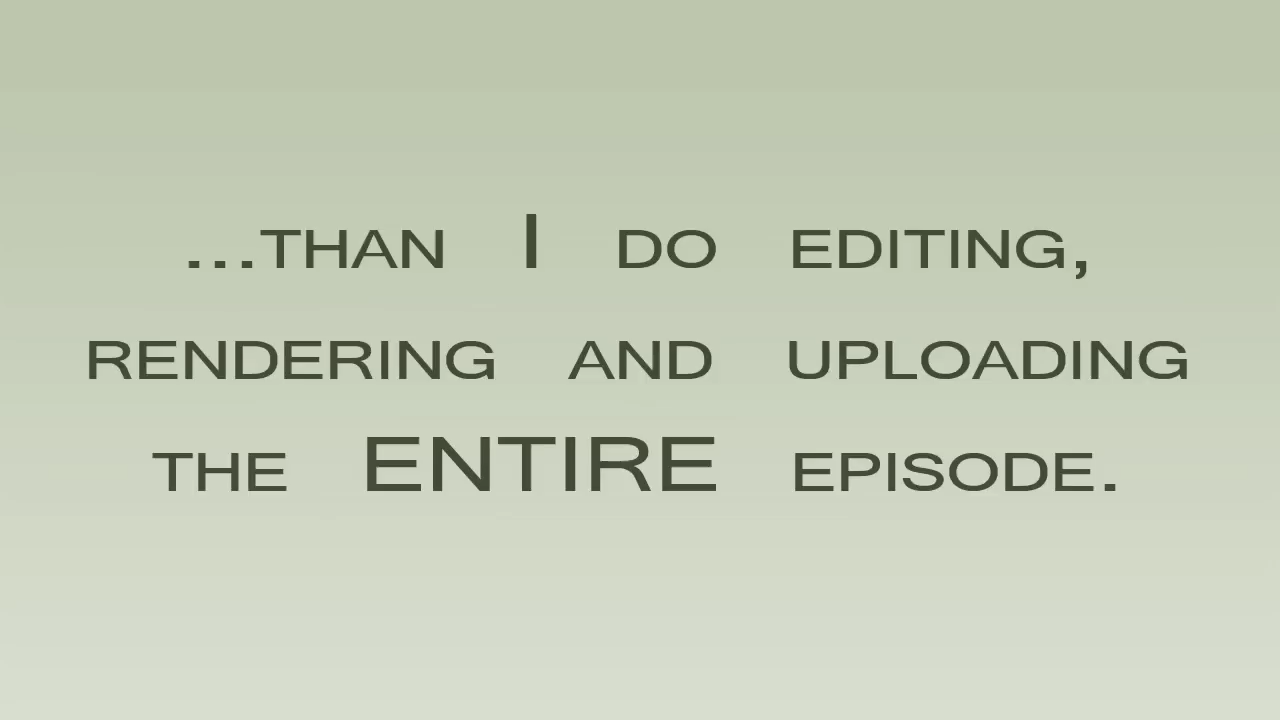 ...than I do editing,
rendering and uploading
the ENTIRE episode.